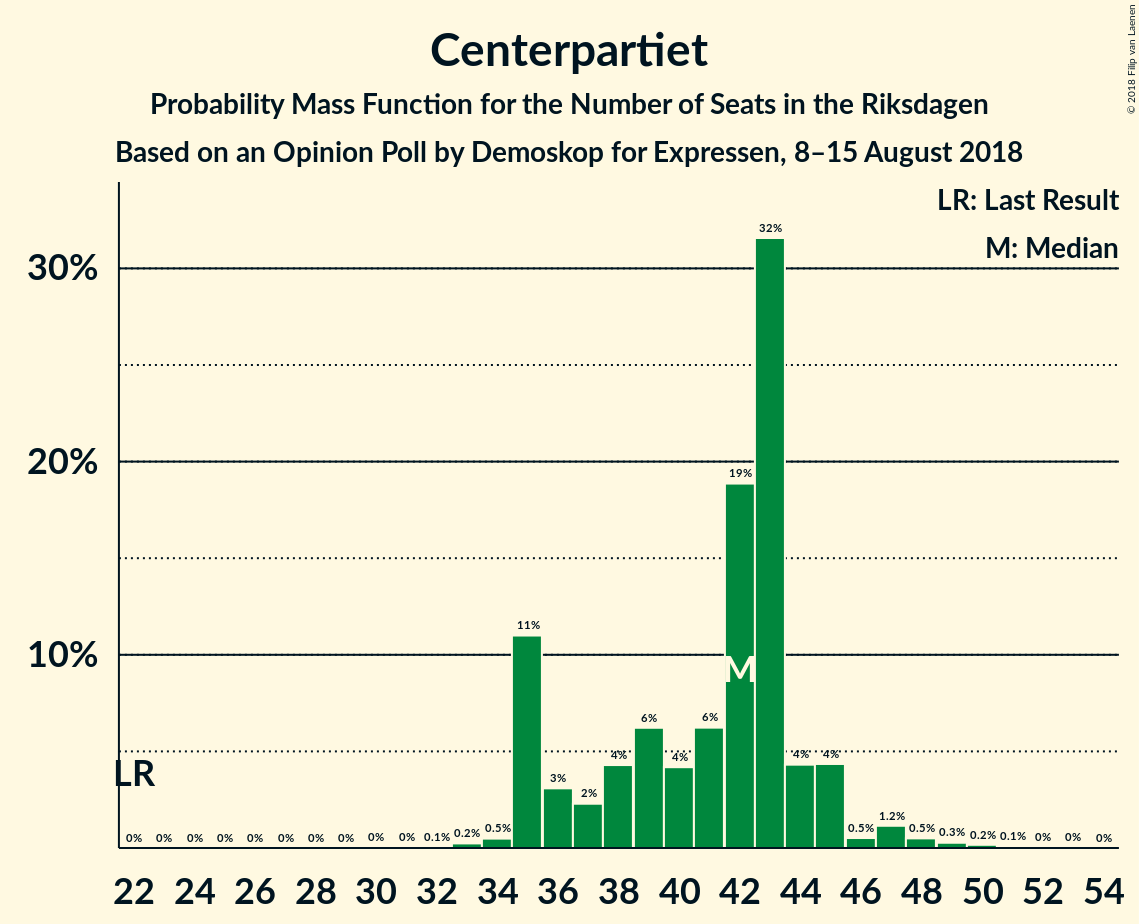 Centerpartiet
Probability Mass Function for the Number of Seats in the Riksdagen
Based on an Opinion Poll by Demoskop for Expressen, 8–15 August 2018
© 2018 Filip van Laenen
LR: Last Result
M: Median
30%
20%
10%
LR
M
0% 0% 0% 0% 0% 0% 0% 0% 0% 0% 0.1% 0.2% 0.5% 11% 3% 2% 4% 6% 4% 6% 19% 32% 4% 4% 0.5% 1.2% 0.5% 0.3% 0.2% 0.1% 0% 0% 0%
22 24 26 28 30 32 34 36 38 40 42 44 46 48 50 52 54